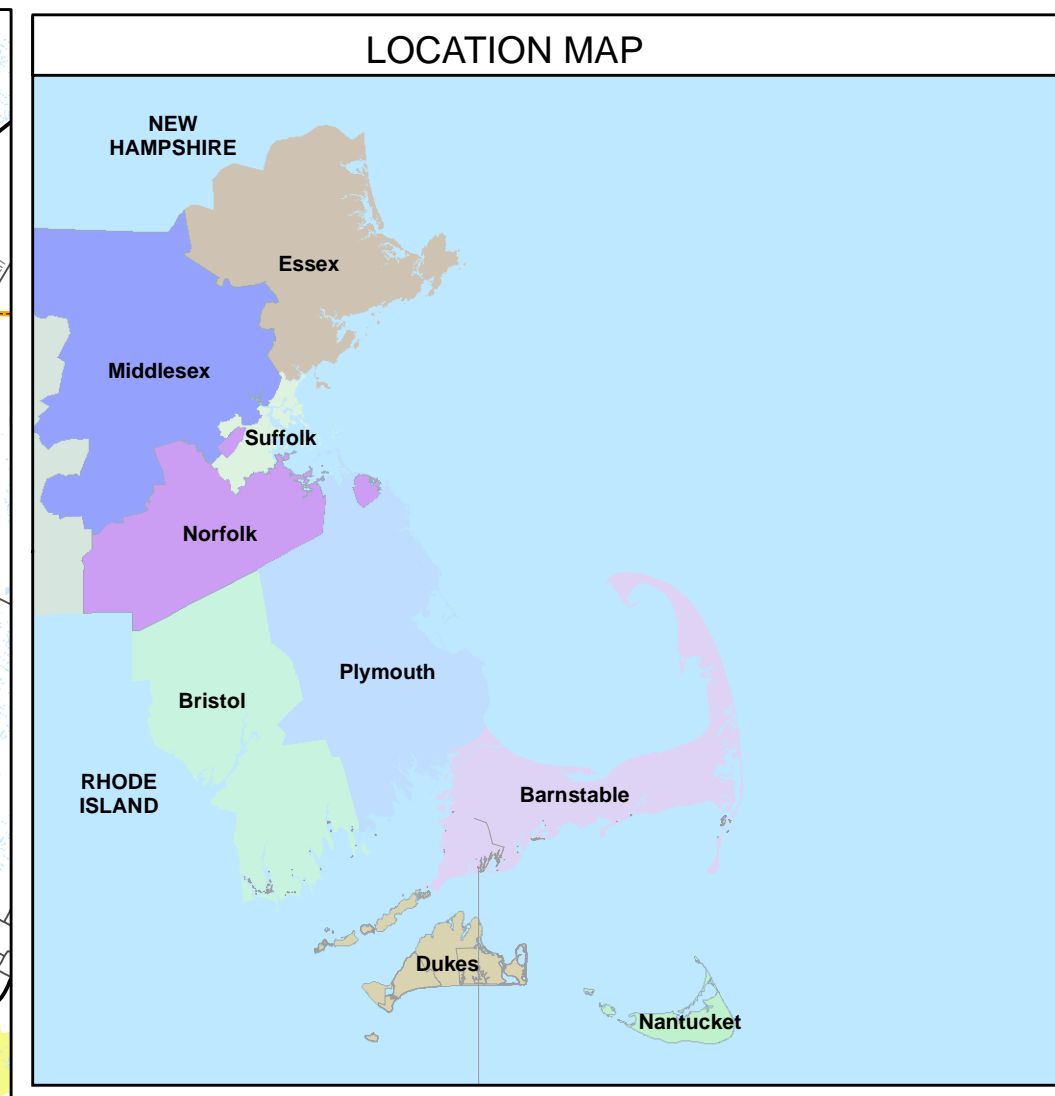 LOCATION MAP
NEW
HAMPSHIRE
Essex
Middlesex
Suffolk
Norfolk
Plymouth
Bristol
RHODE
ISLAND
Barnstable
Dukes
Nantucket